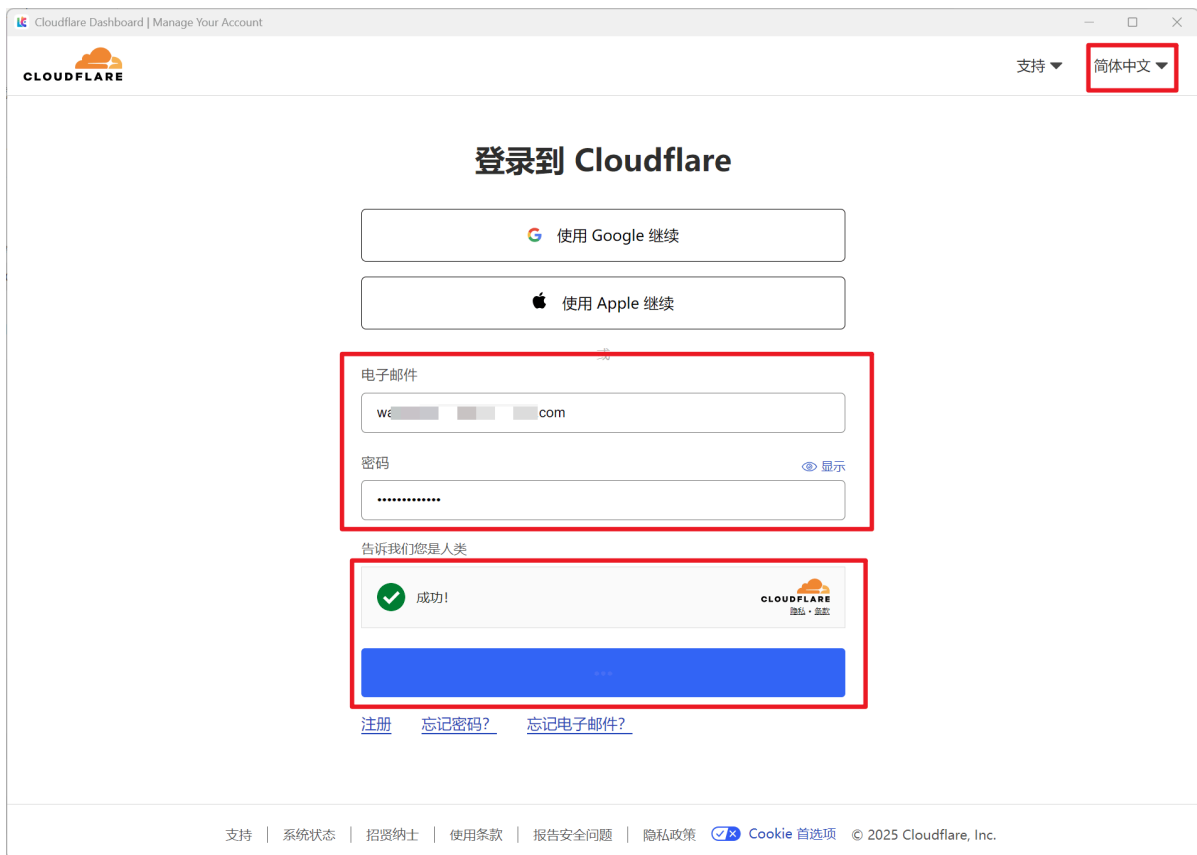 Cloudflare Dashboard | Manage Your Account
CLOUDFLARE
支持
简体中文
登录到 Cloudflare
使用 Google 继续
使用 Apple 继续
或
电子邮件
wa com
密码
显示
•••••••••••••
告诉我们您是人类
成功!
CLOUDFLARE
隐私 • 条款
...
注册 忘记密码? 忘记电子邮件?
支持 | 系统状态 | 招贤纳士 | 使用条款 | 报告安全问题 | 隐私政策 Cookie 首选项 © 2025 Cloudflare, Inc.